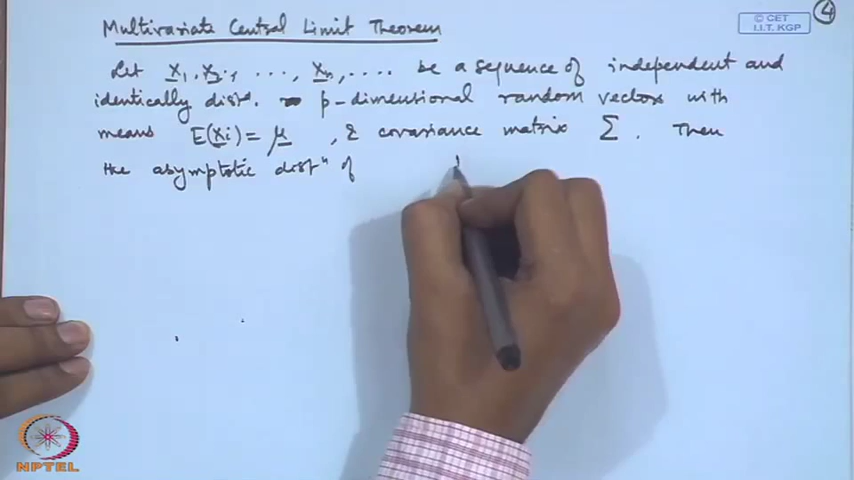 Multivariate Central Limit Theorem
© CET
I.I.T. KGP
4
Let X1, X2, ..., Xn, .... be a sequence of independent and
identically distd. p-dimensional random vectors with
means E(Xi) = μ , & covariance matrix Σ . Then
the asymptotic distn of
NPTEL